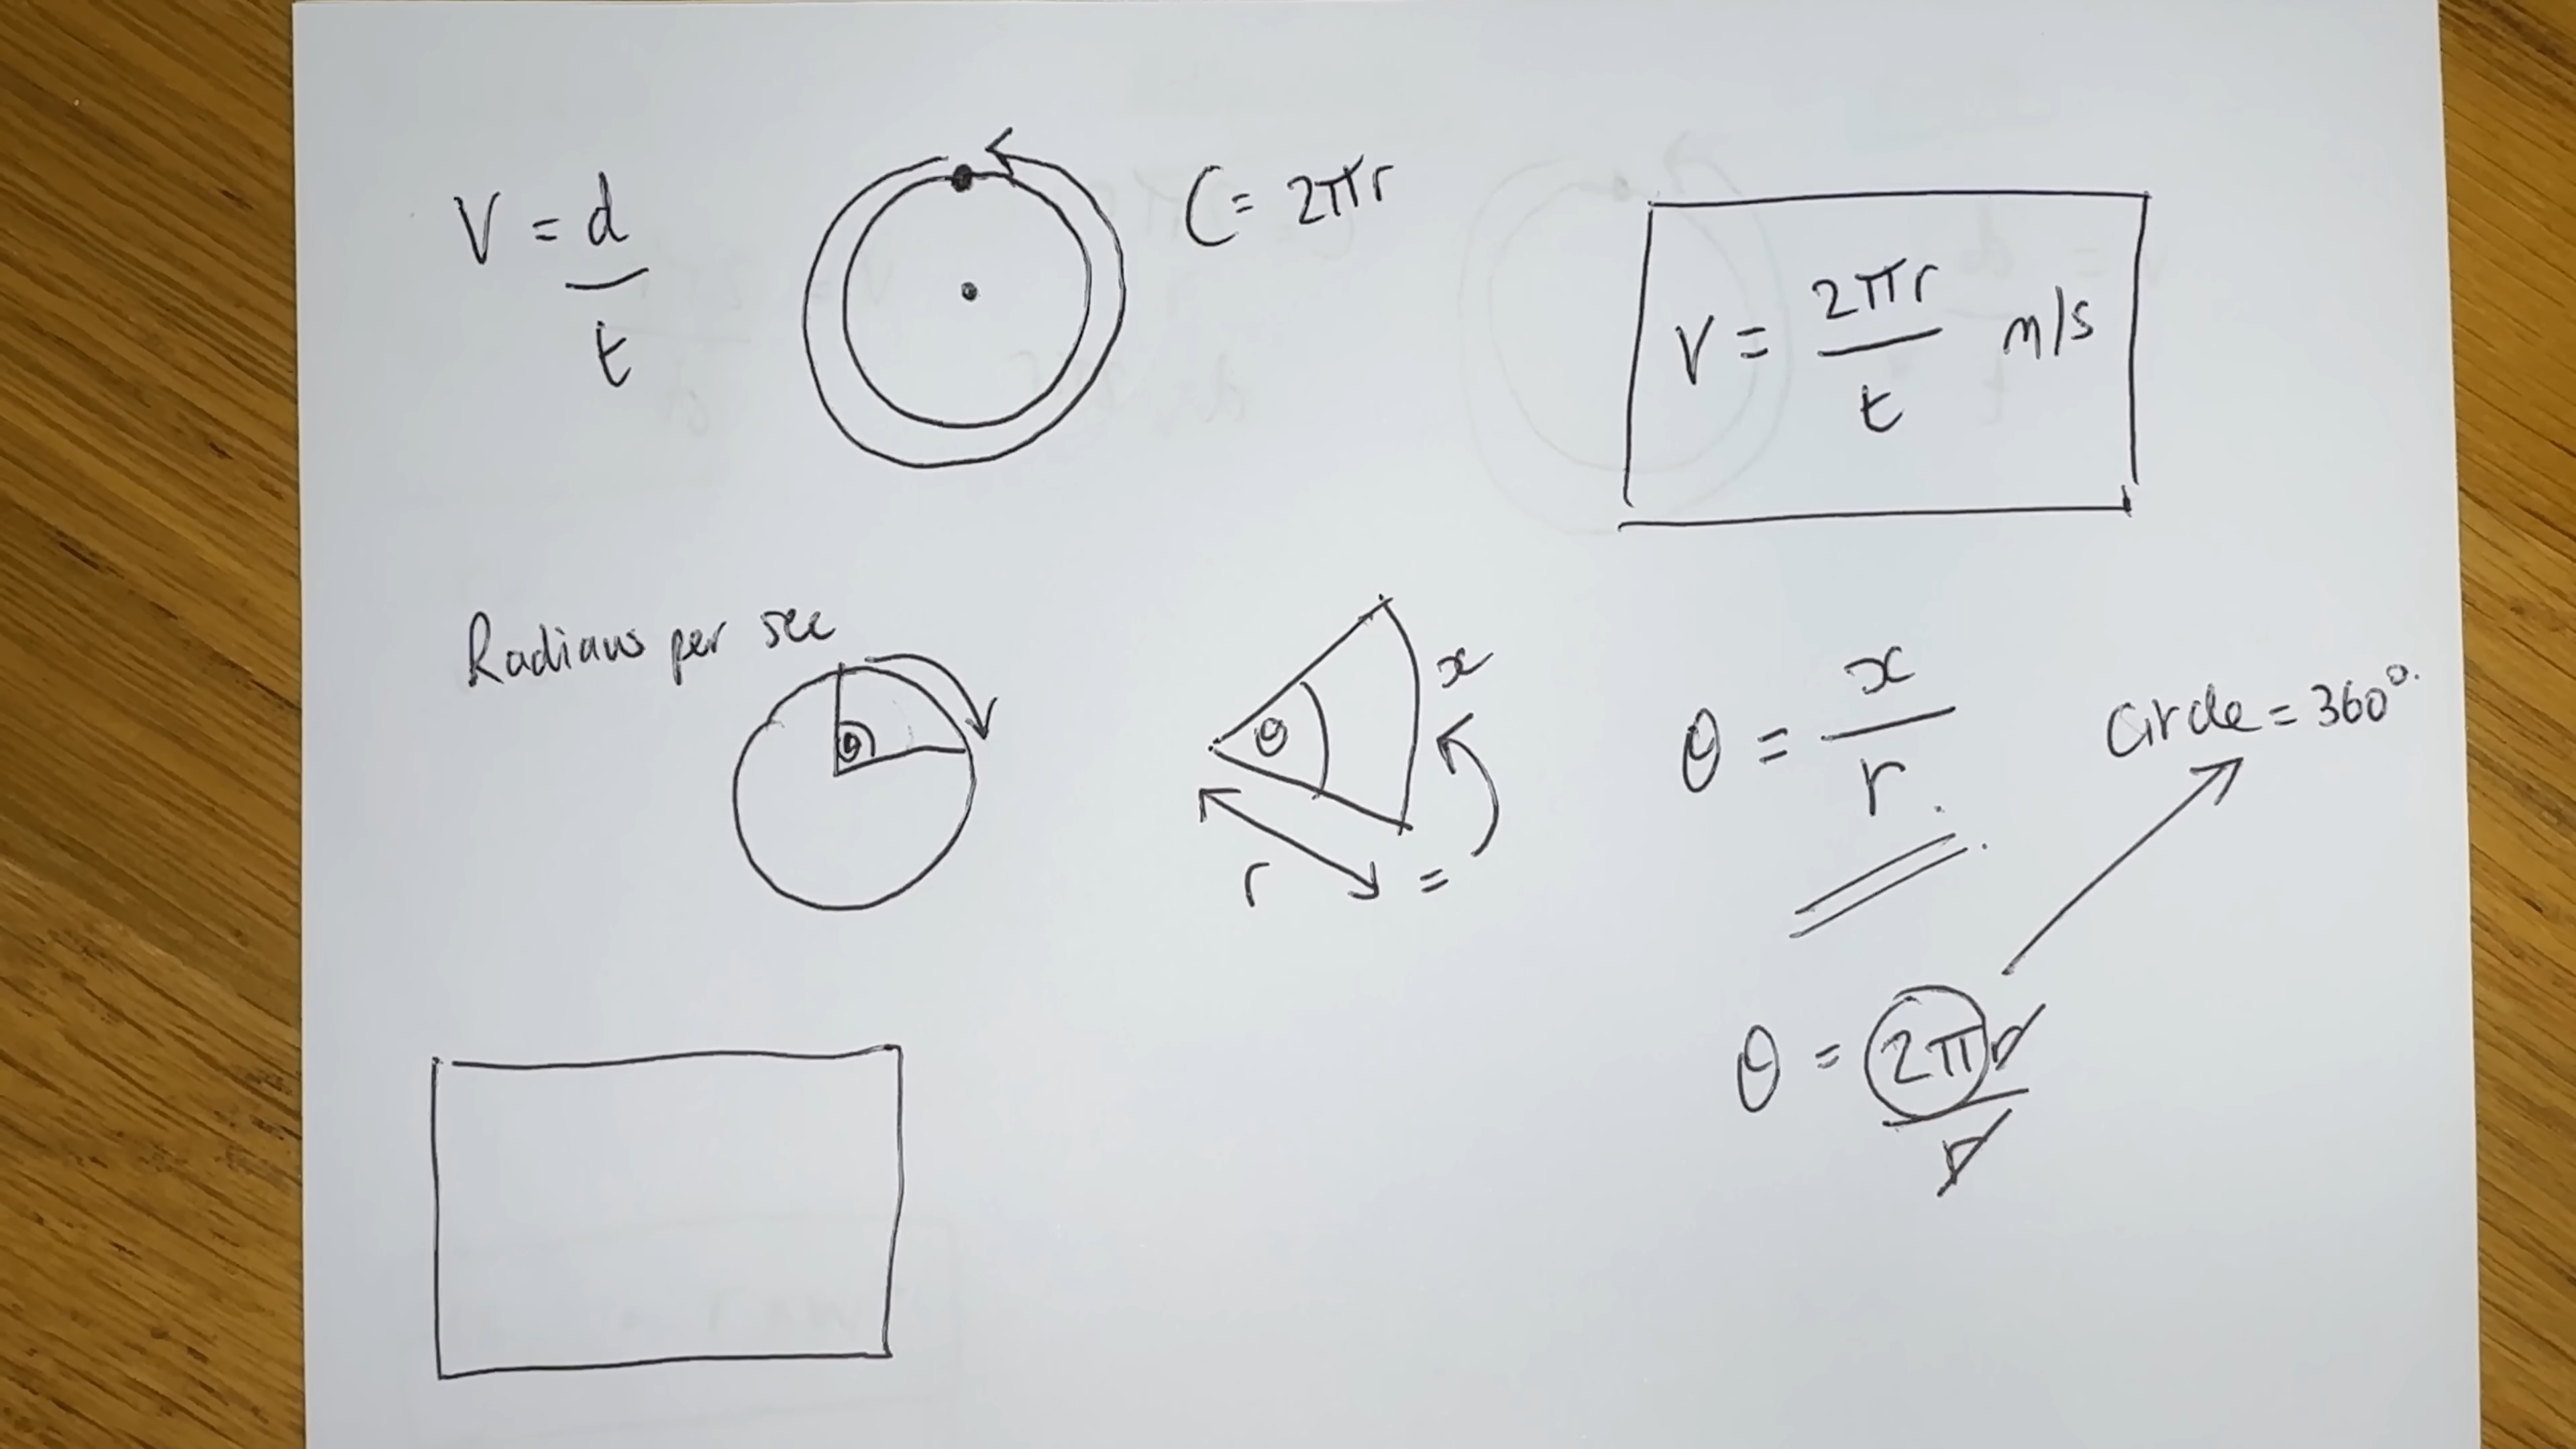 V = d/t
C = 2πr
V = 2πr/t m/s
Radians per sec
θ
θ
x
r =
θ = x/r
Circle = 360°
θ = 2πr/r